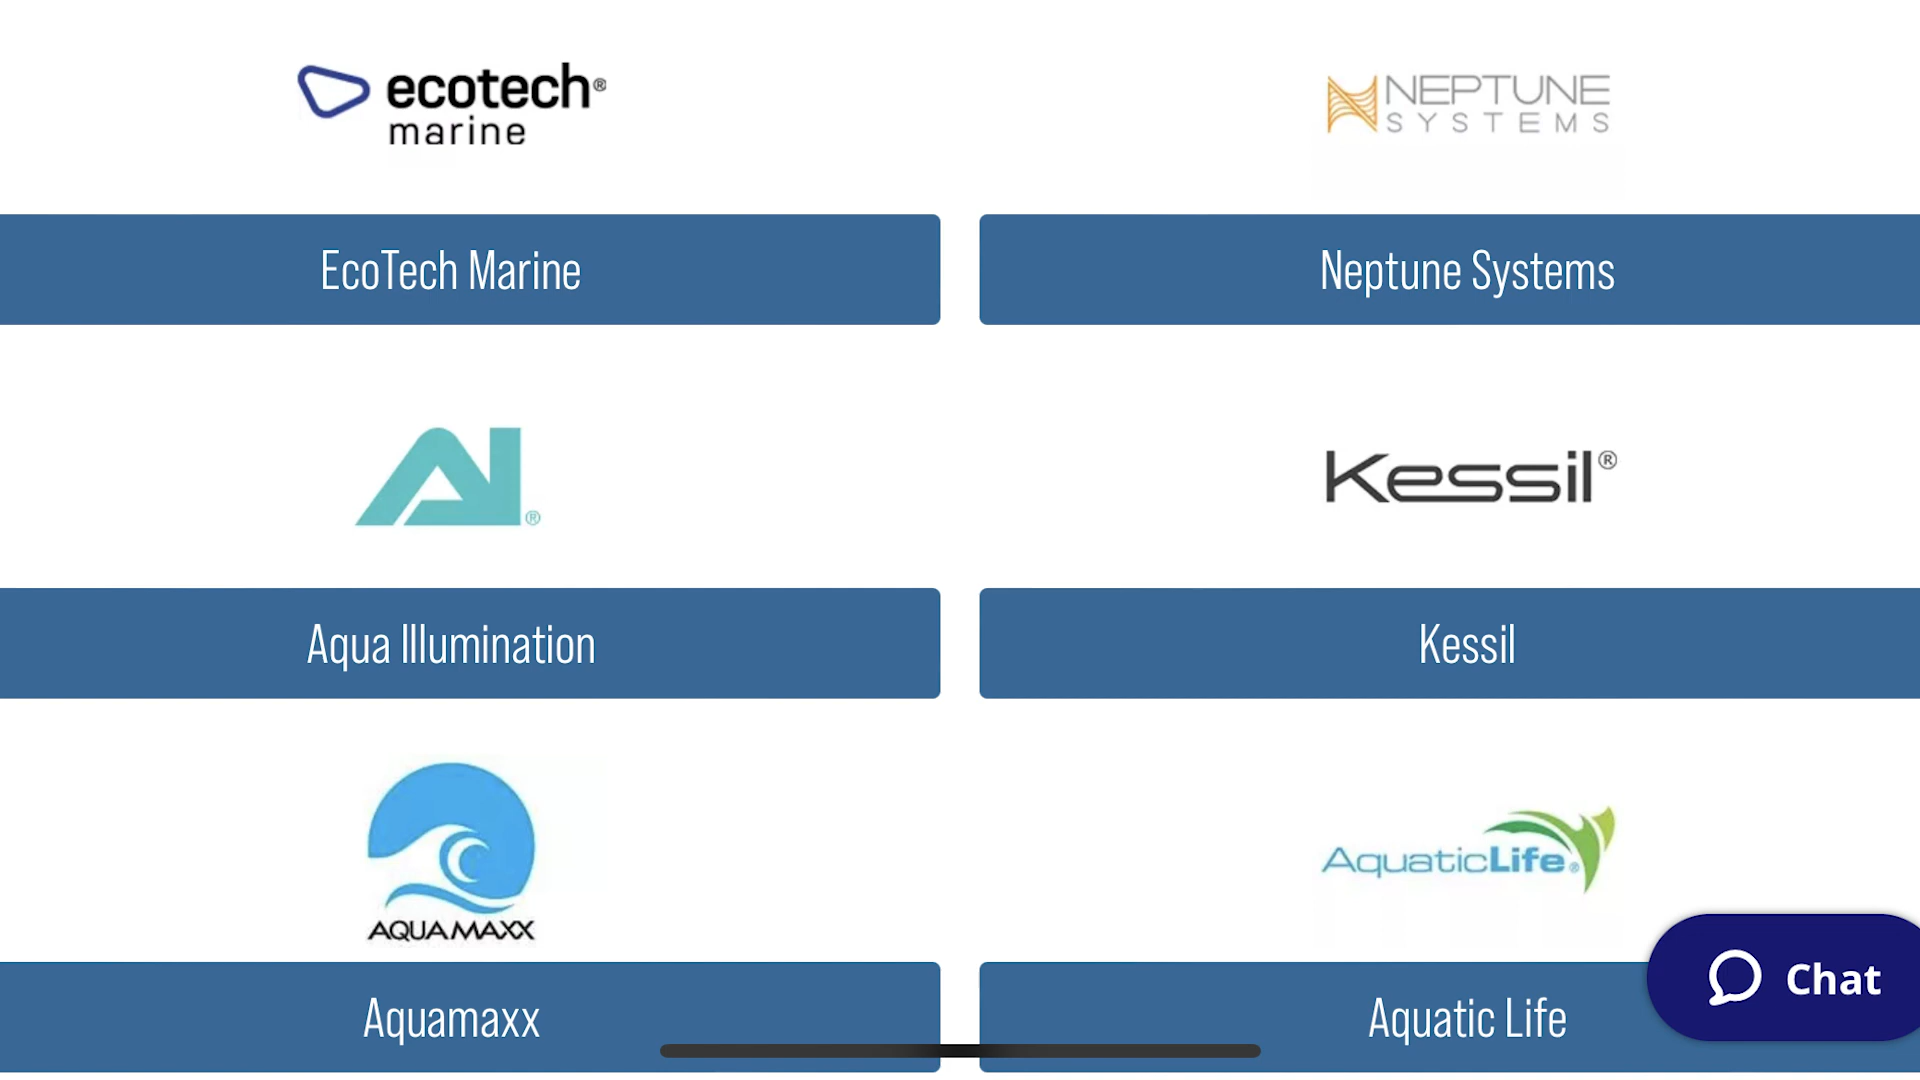 ecotech®
marine
NEPTUNE
SYSTEMS
EcoTech Marine
Neptune Systems
AI®
Kessil®
Aqua Illumination
Kessil
AQUAMAXX
AquaticLife®
Aquamaxx
Aquatic Life
Chat